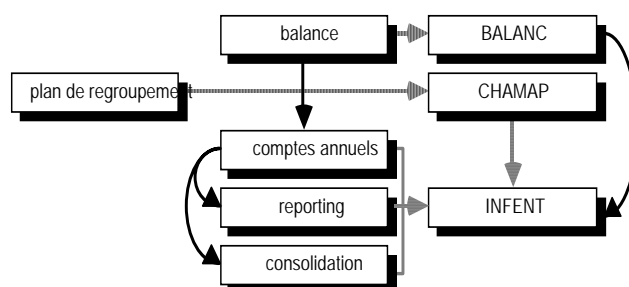 balance
BALANC
plan de regroupement
CHAMAP
comptes annuels
reporting
INFENT
consolidation